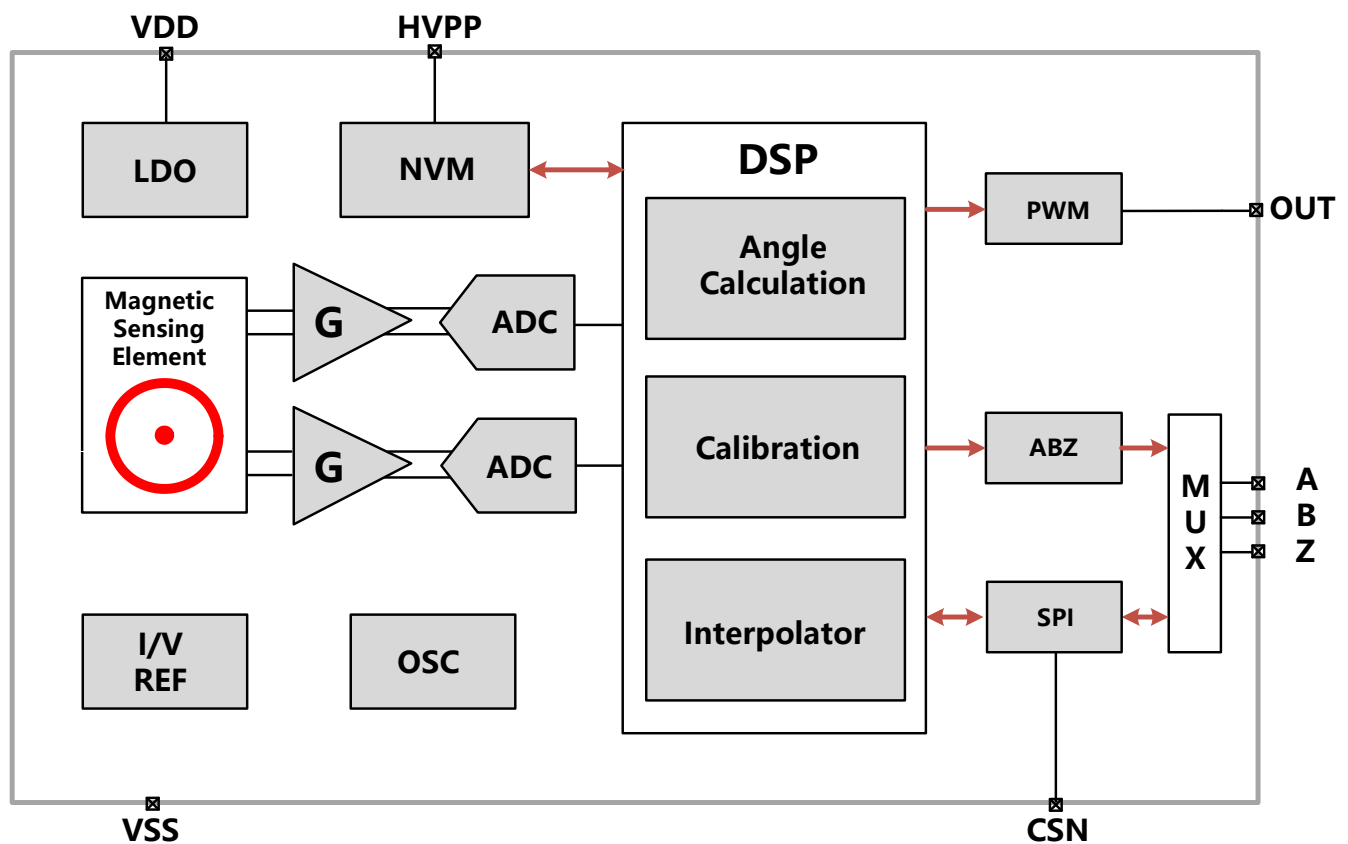 VDD
HVPP
LDO
NVM
DSP
PWM
OUT
Angle
Calculation
Magnetic
Sensing
Element
G
ADC
G
ADC
Calibration
ABZ
M
U
X
A
B
Z
I/V
REF
OSC
Interpolator
SPI
VSS
CSN